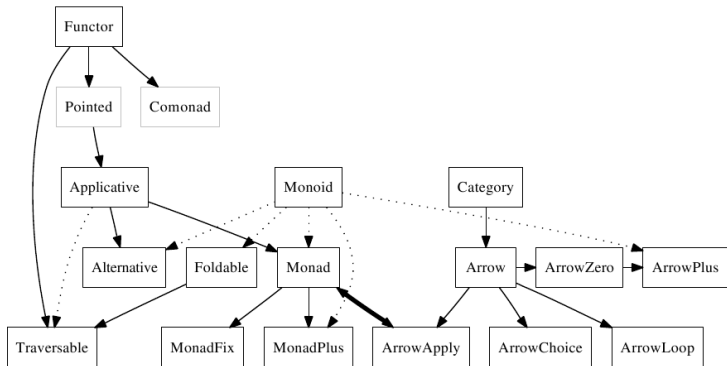 Functor
Pointed
Comonad
Applicative
Monoid
Category
Alternative
Foldable
Monad
Arrow
ArrowZero
ArrowPlus
Traversable
MonadFix
MonadPlus
ArrowApply
ArrowChoice
ArrowLoop